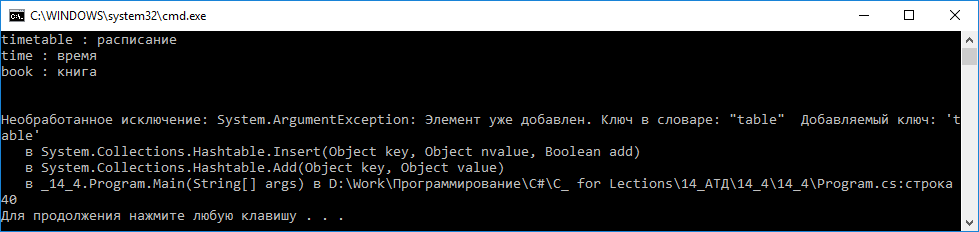 C:\WINDOWS\system32\cmd.exe
timetable : расписание
time : время
book : книга
Необработанное исключение: System.ArgumentException: Элемент уже добавлен. Ключ в словаре: "table"  Добавляемый ключ: 't
able'
   в System.Collections.Hashtable.Insert(Object key, Object nvalue, Boolean add)
   в System.Collections.Hashtable.Add(Object key, Object value)
   в _14_4.Program.Main(String[] args) в D:\Work\Программирование\C#\C_ for Lections\14_АТД\14_4\14_4\Program.cs:строка
40
Для продолжения нажмите любую клавишу . . .